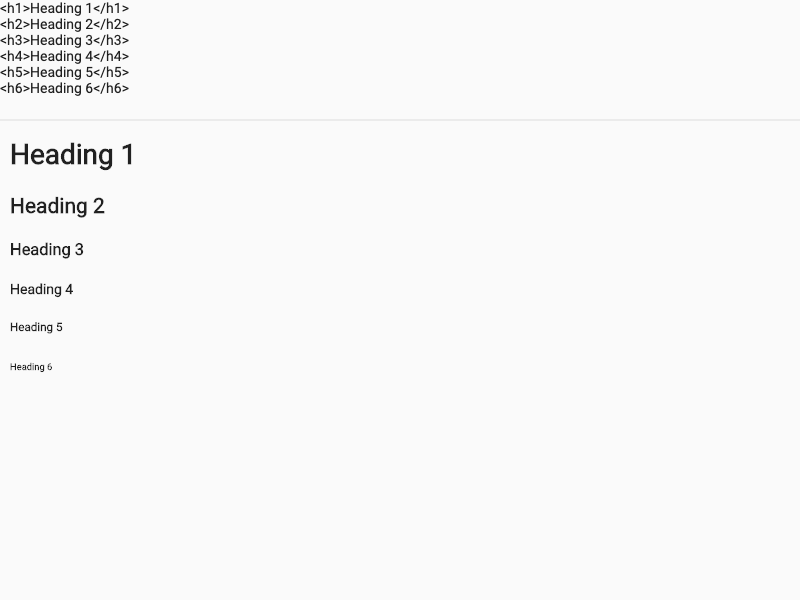 <h1>Heading 1</h1>
<h2>Heading 2</h2>
<h3>Heading 3</h3>
<h4>Heading 4</h4>
<h5>Heading 5</h5>
<h6>Heading 6</h6>
Heading 1
Heading 2
Heading 3
Heading 4
Heading 5
Heading 6